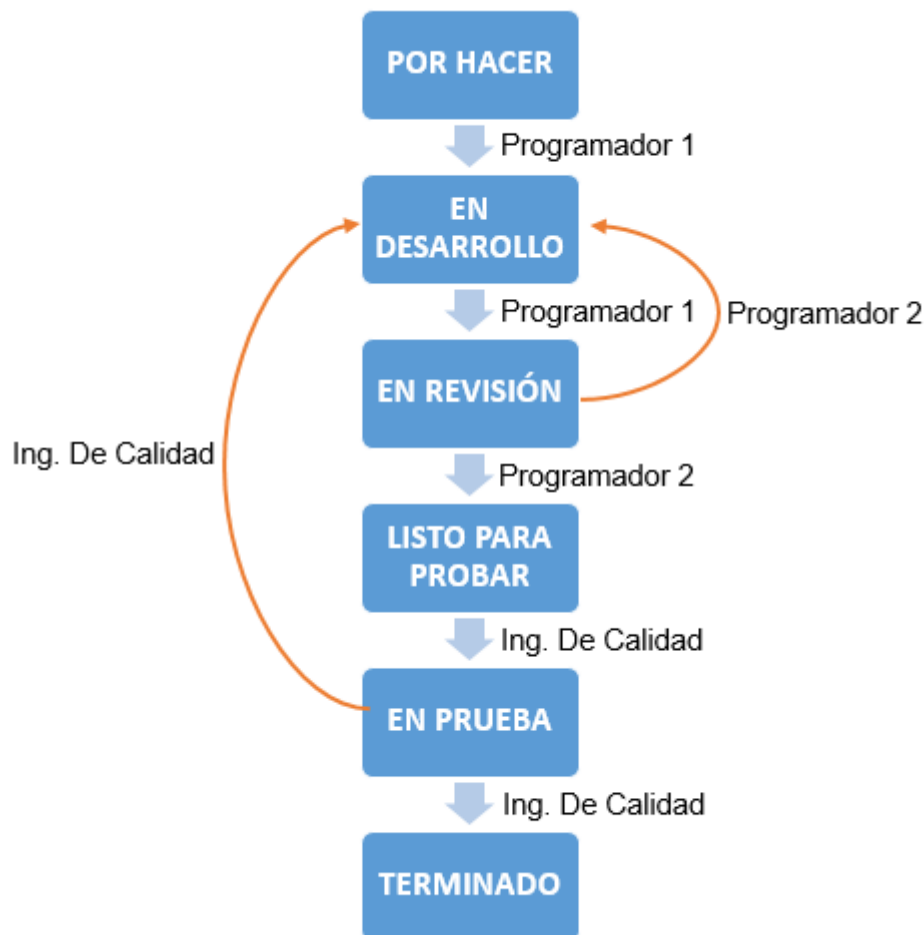 POR HACER
Programador 1
EN
DESARROLLO
Programador 1
Programador 2
EN REVISIÓN
Ing. De Calidad
Programador 2
LISTO PARA
PROBAR
Ing. De Calidad
EN PRUEBA
Ing. De Calidad
TERMINADO